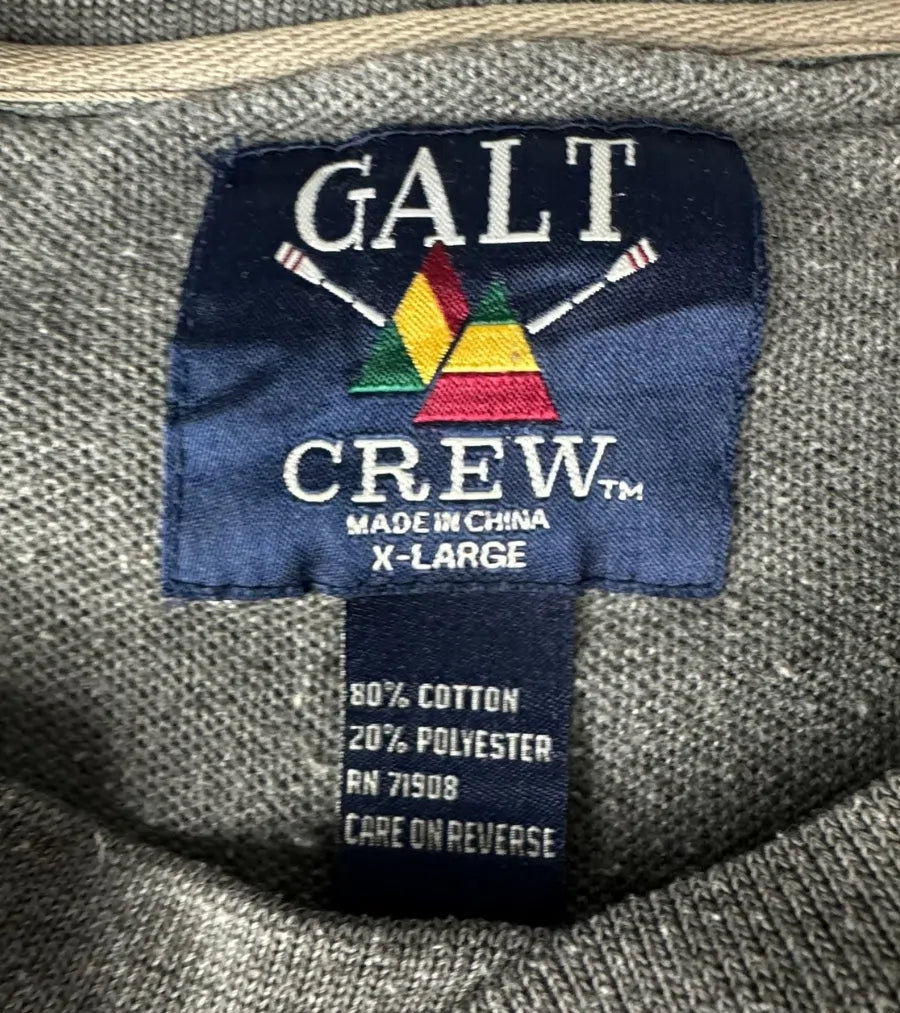 GALT
CREW™
MADE IN CHINA
X-LARGE
80% COTTON
20% POLYESTER
RN 71908
CARE ON REVERSE